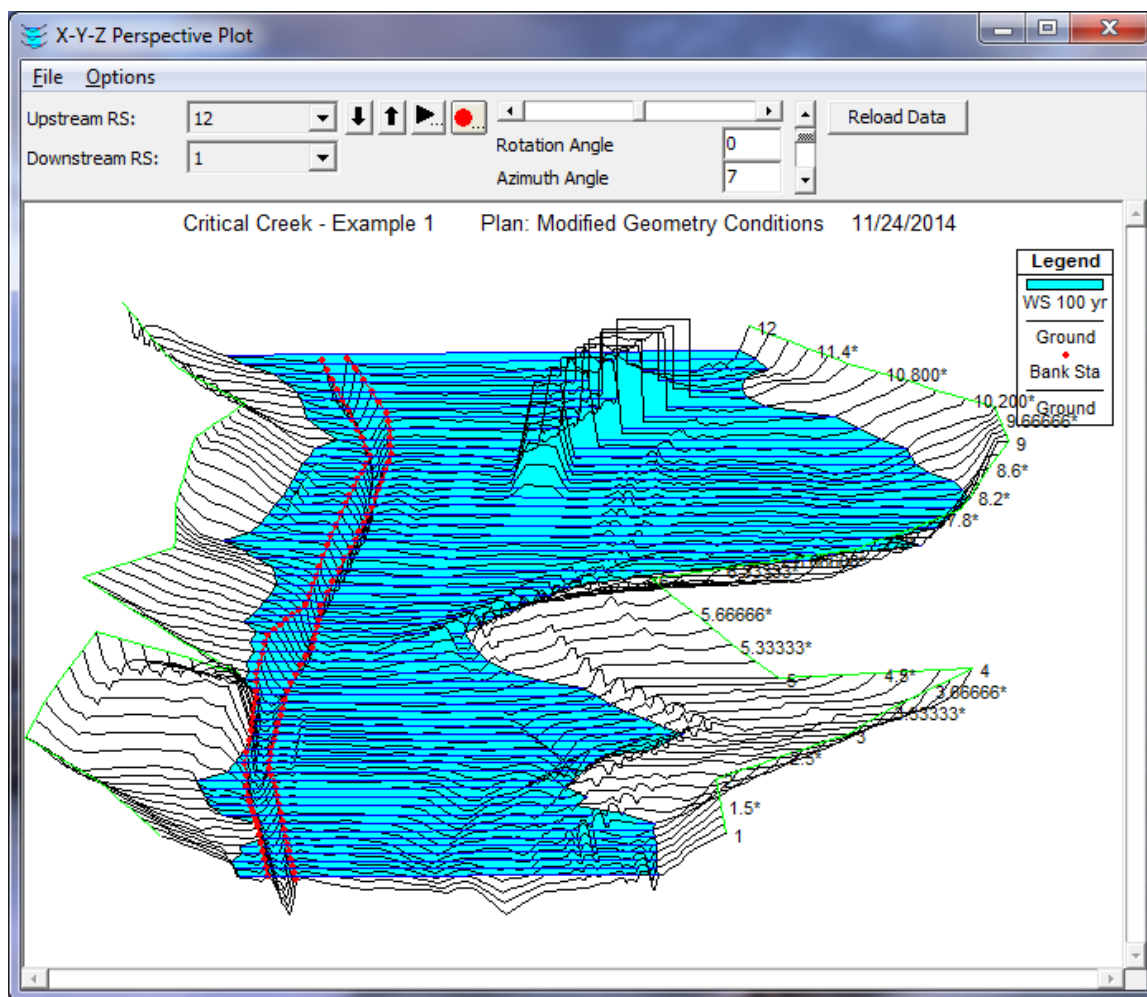 X-Y-Z Perspective Plot
File Options
Upstream RS: 12
Downstream RS: 1
Rotation Angle 0
Azimuth Angle 7
Reload Data
Critical Creek - Example 1 Plan: Modified Geometry Conditions 11/24/2014
Legend
WS 100 yr
Ground
Bank Sta
Ground
12
11.4*
10.800*
10.200*
9.66666*
9
8.6*
8.2*
7.8*
5.66666*
5.33333*
5
4.5*
4
3.66666*
3.33333*
3
2.5*
1.5*
1